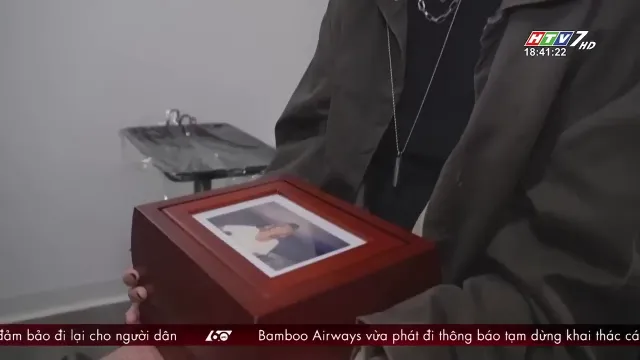 HTV7 HD
18:41:22
đảm bảo đi lại cho người dân 60 Bamboo Airways vừa phát đi thông báo tạm dừng khai thác cá